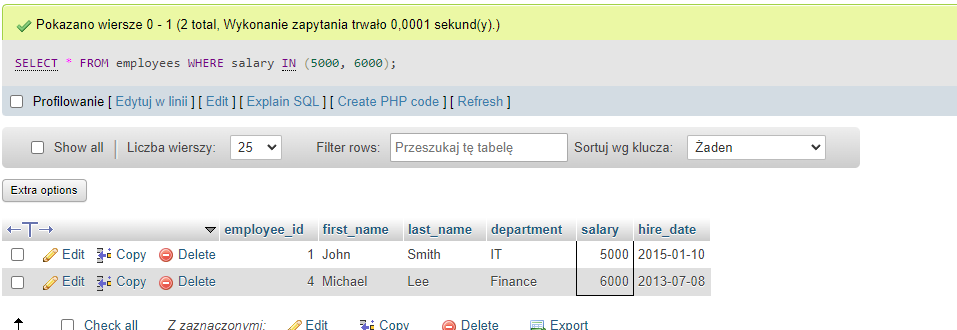 Pokazano wiersze 0 - 1 (2 total, Wykonanie zapytania trwało 0,0001 sekund(y).)
SELECT * FROM employees WHERE salary IN (5000, 6000);
Profilowanie [ Edytuj w linii ] [ Edit ] [ Explain SQL ] [ Create PHP code ] [ Refresh ]
Show all | Liczba wierszy: 25 Filter rows: Przeszukaj tę tabelę Sortuj wg klucza: Żaden
Extra options
←T→ employee_id first_name last_name department salary hire_date
Edit Copy Delete 1 John Smith IT 5000 2015-01-10
Edit Copy Delete 4 Michael Lee Finance 6000 2013-07-08
Check all Z zaznaczonymi: Edit Copy Delete Export